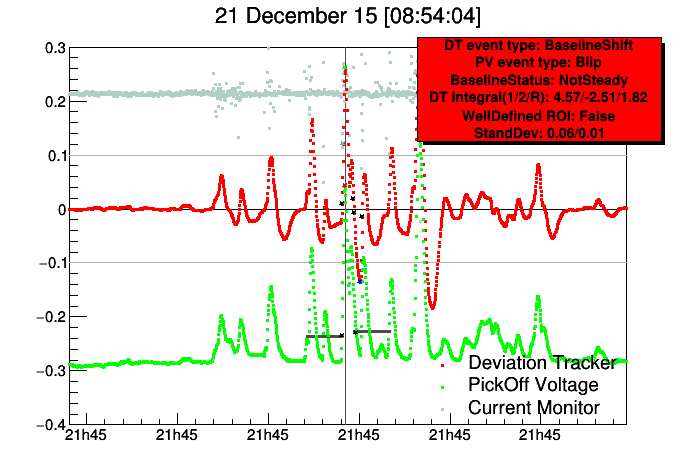 21 December 15 [08:54:04]
DT event type: BaselineShift
PV event type: Blip
BaselineStatus: NotSteady
DT Integral(1/2/R): 4.57/-2.51/1.82
WellDefined ROI: False
StandDev: 0.06/0.01
0.3
0.2
0.1
0
−0.1
−0.2
−0.3
−0.4
Deviation Tracker
PickOff Voltage
Current Monitor
21h45 21h45 21h45 21h45 21h45 21h45